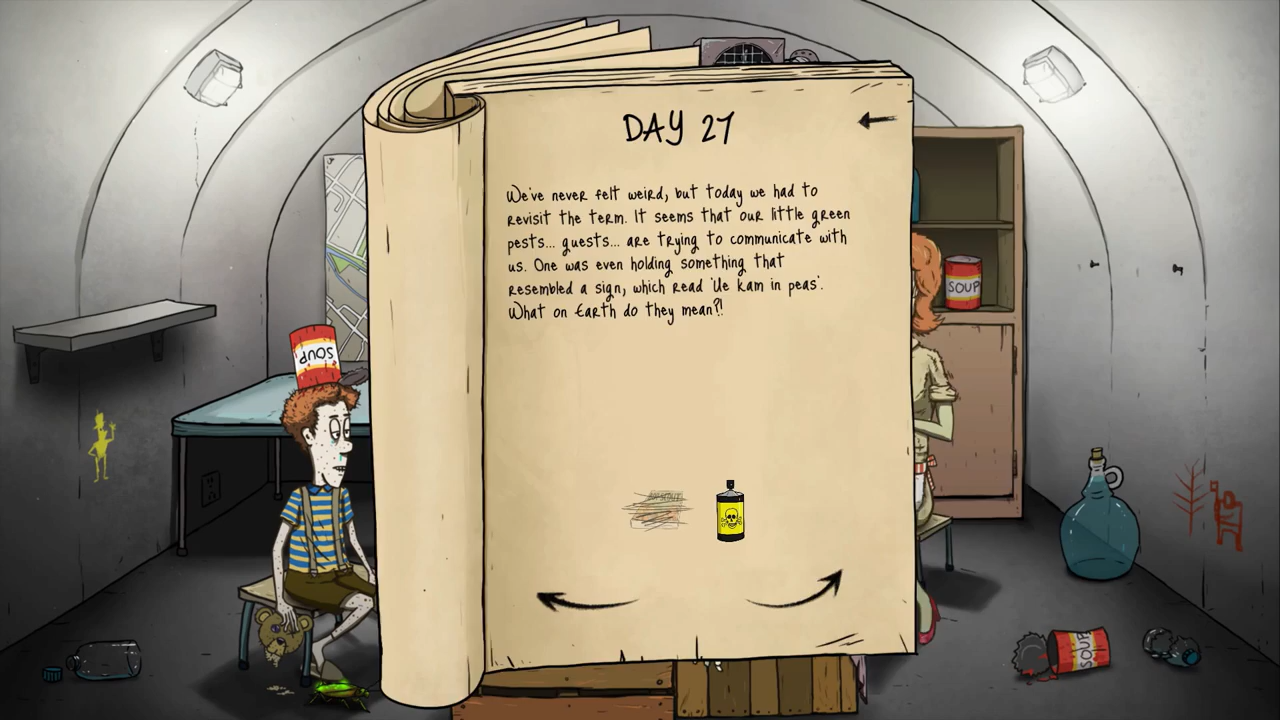 DAY 27
We've never felt weird, but today we had to
revisit the term. It seems that our little green
pests... guests... are trying to communicate with
us. One was even holding something that
resembled a sign, which read 'Ue kam in peas'.
What on Earth do they mean?!
SOUP
SOUP
SOUP